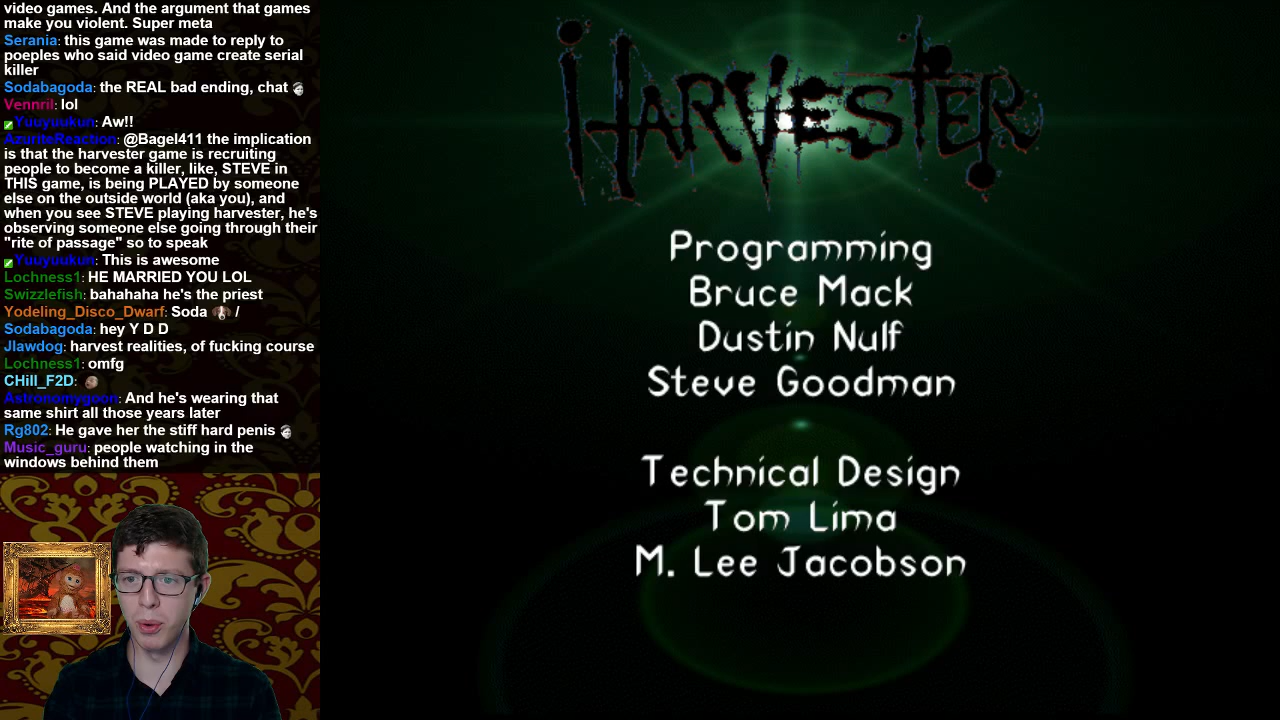 video games. And the argument that games
make you violent. Super meta
Serania: this game was made to reply to
poeples who said video game create serial
killer
Sodabagoda: the REAL bad ending, chat
Vennril: lol
Yuuyuukun: Aw!!
AzuriteReaction: @Bagel411 the implication
is that the harvester game is recruiting
people to become a killer, like, STEVE in
THIS game, is being PLAYED by someone
else on the outside world (aka you), and
when you see STEVE playing harvester, he's
observing someone else going through their
"rite of passage" so to speak
Yuuyuukun: This is awesome
Lochness1: HE MARRIED YOU LOL
Swizzlefish: bahahaha he's the priest
Yodeling_Disco_Dwarf: Soda /
Sodabagoda: hey Y D D
Jlawdog: harvest realities, of fucking course
Lochness1: omfg
CHill_F2D:
Astronomygoon: And he's wearing that
same shirt all those years later
Rg802: He gave her the stiff hard penis
Music_guru: people watching in the
windows behind them
HARVESTER
Programming
Bruce Mack
Dustin Nulf
Steve Goodman
Technical Design
Tom Lima
M. Lee Jacobson